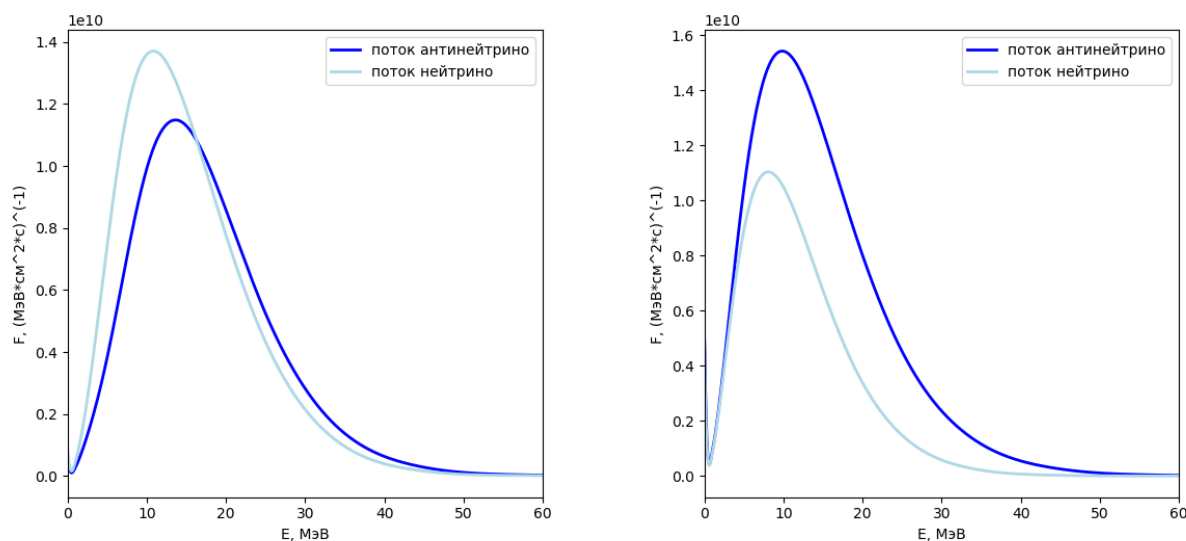 1e10
поток антинейтрино
поток нейтрино
1.4
1.2
1.0
0.8
0.6
0.4
0.2
0.0
F, (МэВ*см^2*с)^(-1)
0 10 20 30 40 50 60
E, МэВ
1e10
поток антинейтрино
поток нейтрино
1.6
1.4
1.2
1.0
0.8
0.6
0.4
0.2
0.0
F, (МэВ*см^2*с)^(-1)
0 10 20 30 40 50 60
E, МэВ